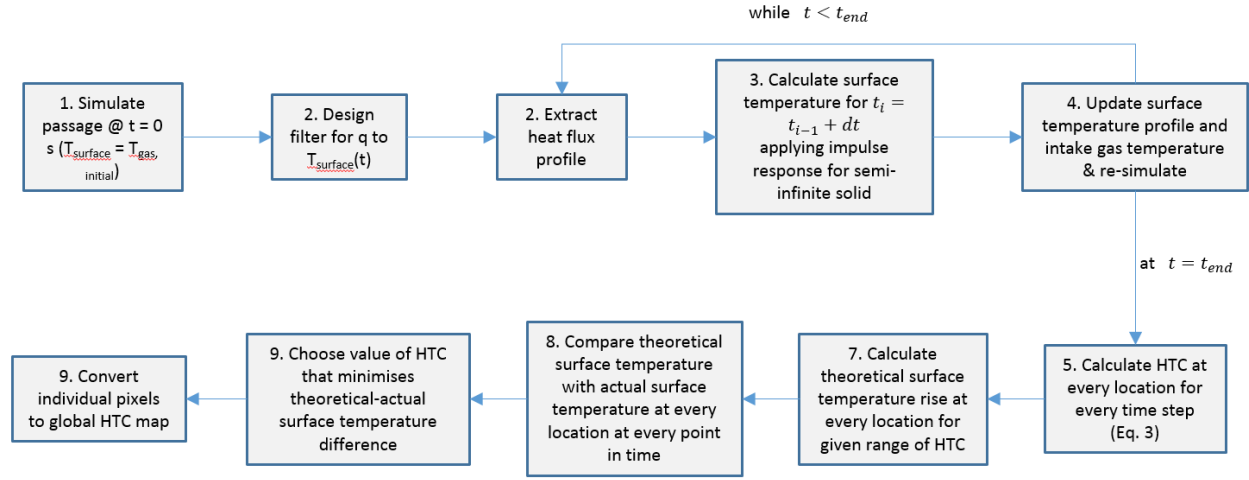 while t < t_end
1. Simulate
passage @ t = 0
s (T_surface = T_gas,
initial)
2. Design
filter for q to
T_surface(t)
2. Extract
heat flux
profile
3. Calculate surface
temperature for t_i =
t_{i−1} + dt
applying impulse
response for semi-
infinite solid
4. Update surface
temperature profile and
intake gas temperature
& re-simulate
at t = t_end
5. Calculate HTC at
every location for
every time step
(Eq. 3)
7. Calculate
theoretical surface
temperature rise at
every location for
given range of HTC
8. Compare theoretical
surface temperature
with actual surface
temperature at every
location at every point
in time
9. Choose value of HTC
that minimises
theoretical-actual
surface temperature
difference
9. Convert
individual pixels
to global HTC map